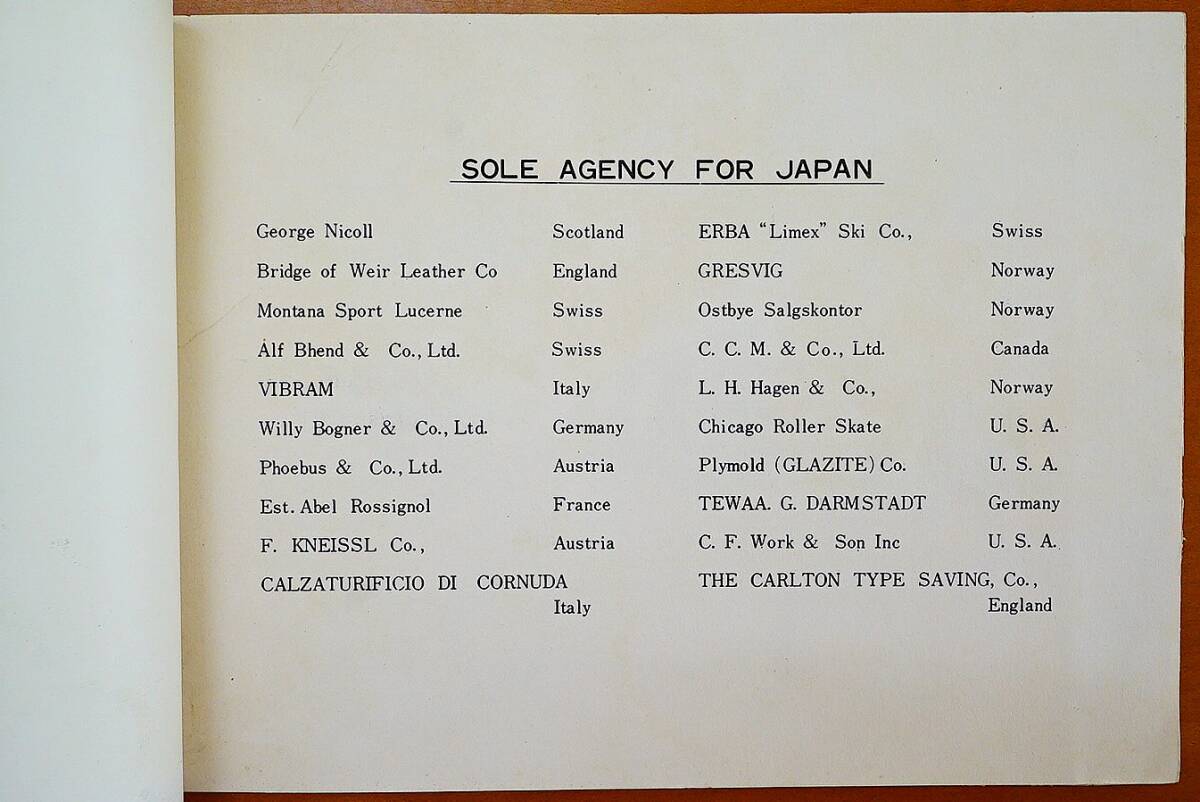 SOLE AGENCY FOR JAPAN
George Nicoll Scotland
Bridge of Weir Leather Co England
Montana Sport Lucerne Swiss
Alf Bhend & Co., Ltd. Swiss
VIBRAM Italy
Willy Bogner & Co., Ltd. Germany
Phoebus & Co., Ltd. Austria
Est. Abel Rossignol France
F. KNEISSL Co., Austria
CALZATURIFICIO DI CORNUDA
Italy
ERBA “Limex” Ski Co., Swiss
GRESVIG Norway
Ostbye Salgskontor Norway
C. C. M. & Co., Ltd. Canada
L. H. Hagen & Co., Norway
Chicago Roller Skate U. S. A.
Plymold (GLAZITE) Co. U. S. A.
TEWAA. G. DARMSTADT Germany
C. F. Work & Son Inc U. S. A.
THE CARLTON TYPE SAVING, Co.,
England